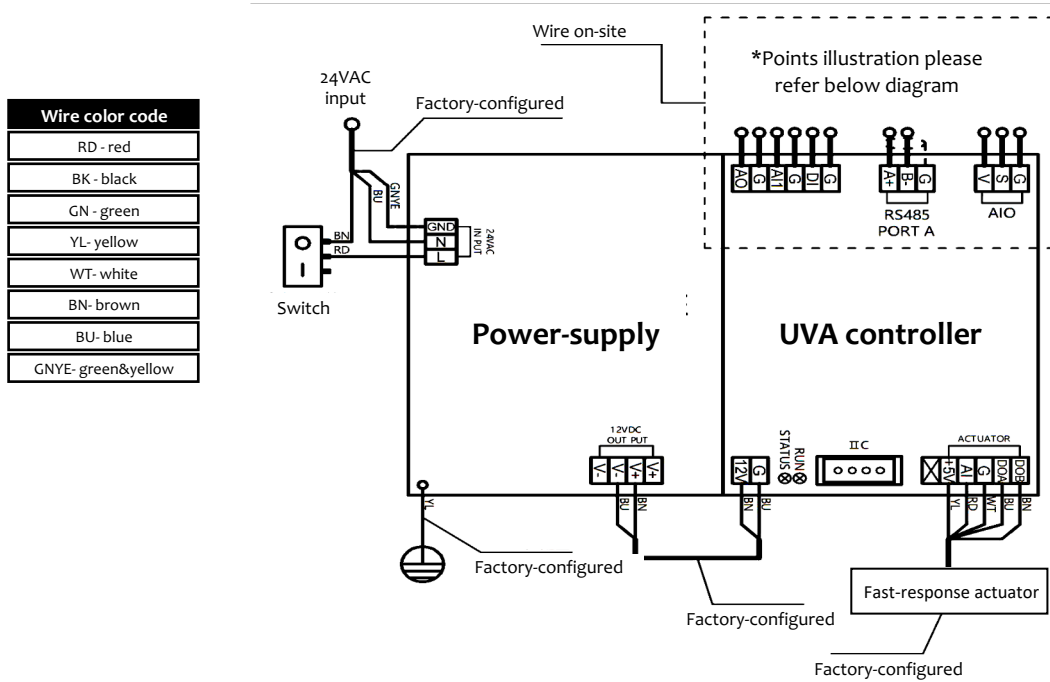 Wire color code
RD - red
BK - black
GN - green
YL- yellow
WT- white
BN- brown
BU- blue
GNYE- green&yellow
Wire on-site
*Points illustration please
refer below diagram
24VAC
input
Factory-configured
AO G AI1 G DI G
A+ B- G
RS485
PORT A
V S G
AIO
BU
GNYE
BN
RD
GND
N
L
24VAC
IN PUT
Switch
Power-supply
UVA controller
12VDC
OUT PUT
V- V- V+ V+
BU BN
12V G
BN BU
STATUS
RUN
IIC
ACTUATOR
+5V AI G DOA DOB
YL RD WT BU BN
YL
Factory-configured
Factory-configured
Fast-response actuator
Factory-configured